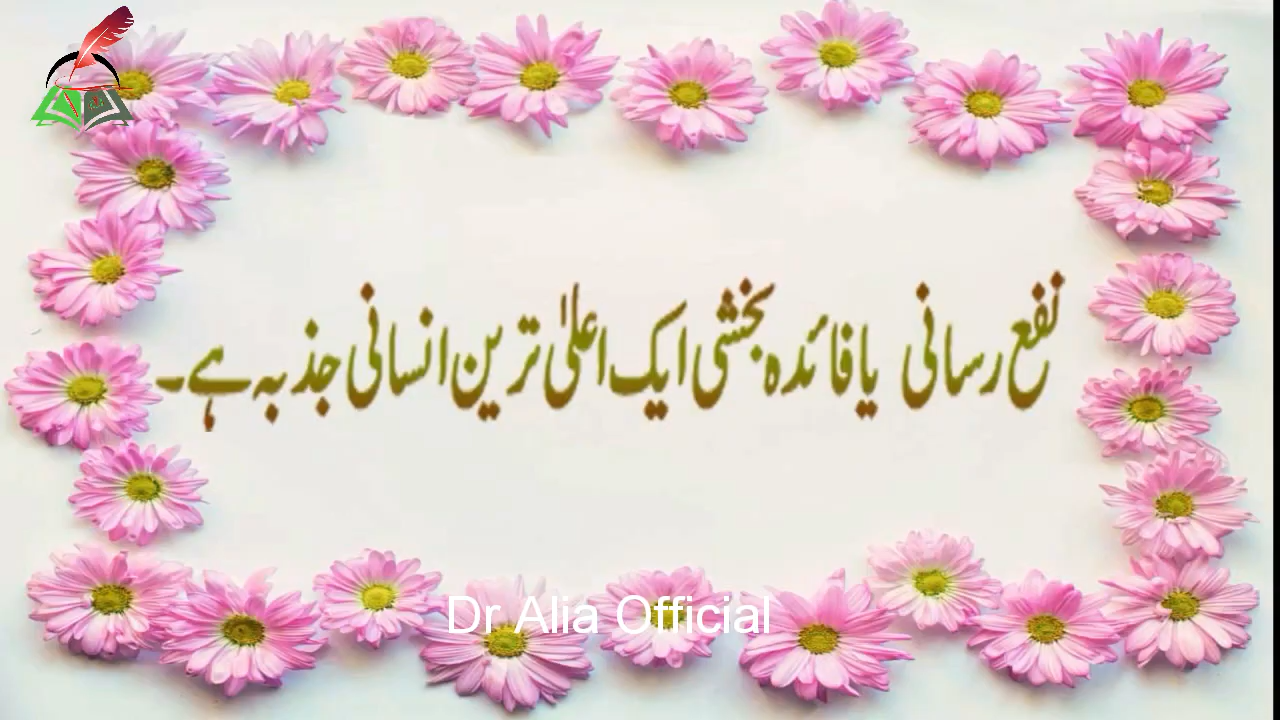 نفع رسانی یا فائدہ بخشی ایک اعلیٰ ترین انسانی جذبہ ہے۔
Dr Alia Official